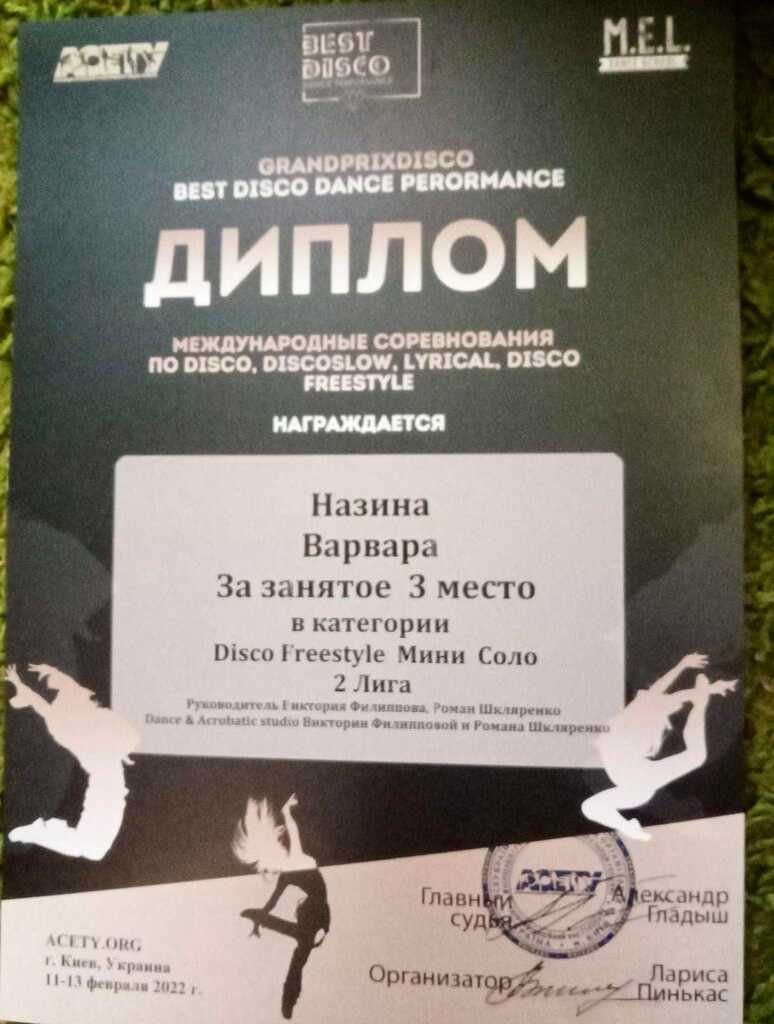 ACETY
BEST
DISCO
M.E.L.
DANCE SCHOOL
GRANDPRIXDISCO
BEST DISCO DANCE PERORMANCE
ДИПЛОМ
МЕЖДУНАРОДНЫЕ СОРЕВНОВАНИЯ
ПО DISCO, DISCOSLOW, LYRICAL, DISCO
FREESTYLE
НАГРАЖДАЕТСЯ
Назина
Варвара
За занятое 3 место
в категории
Disco Freestyle Мини Соло
2 Лига
Руководитель Виктория Филиппова, Роман Шкляренко
Dance & Acrobatic studio Виктории Филипповой и Романа Шкляренко
ACETY
Главный судья
Александр Гладыш
Организатор
Лариса Пинькас
ACETY.ORG
г. Киев, Украина
11-13 февраля 2022 г.